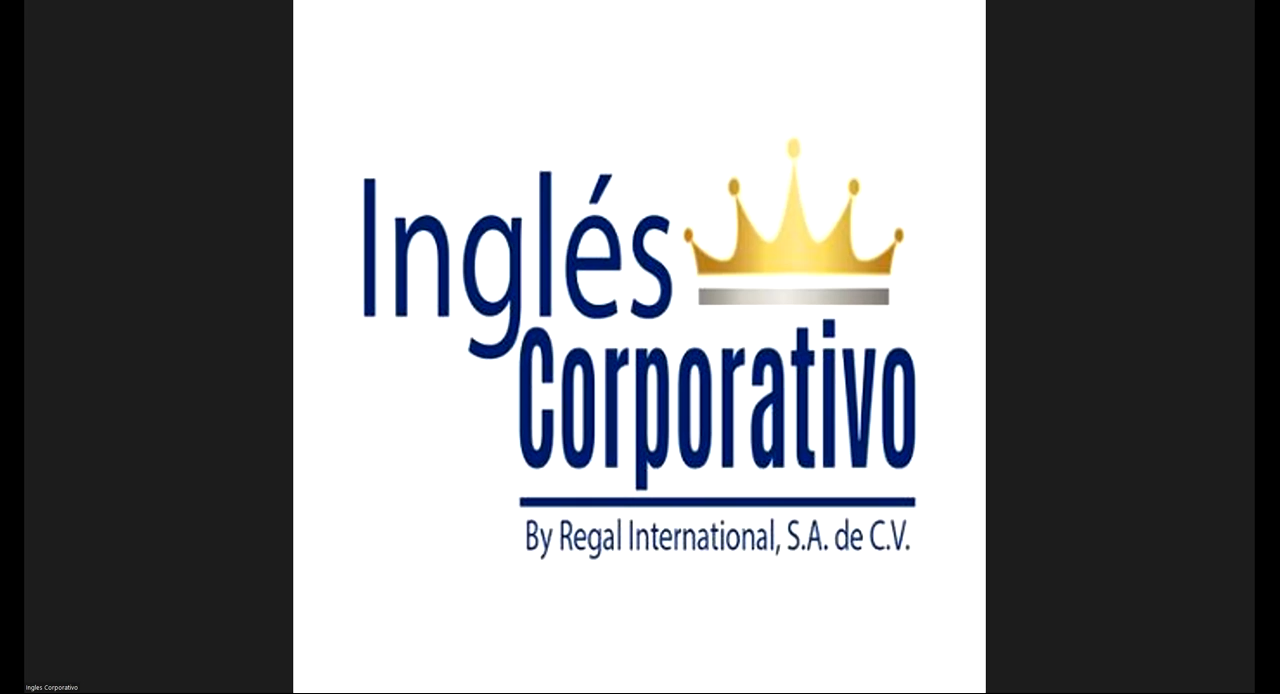 Inglés
Corporativo
By Regal International, S.A. de C.V.
Ingles Corporativo